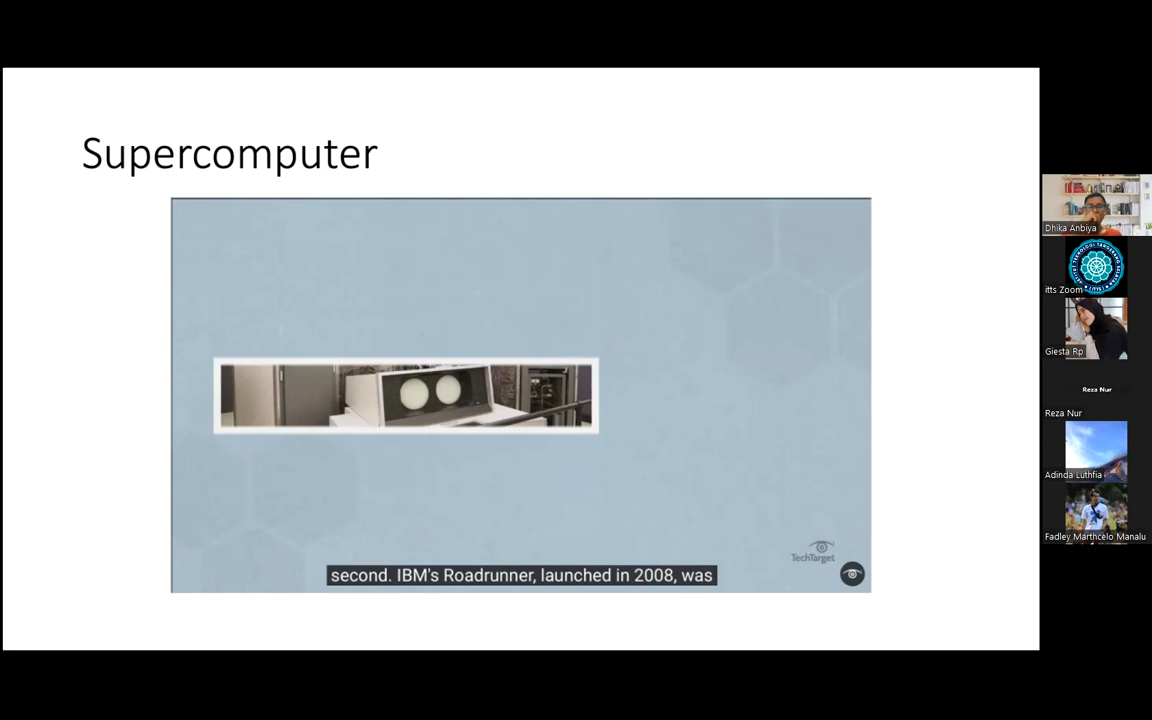 Supercomputer
second. IBM's Roadrunner, launched in 2008, was
TechTarget
Dhika Anbiya
itts Zoom
Giesta Rp
Reza Nur
Reza Nur
Adinda Luthfia
Fadley Marthcelo Manalu